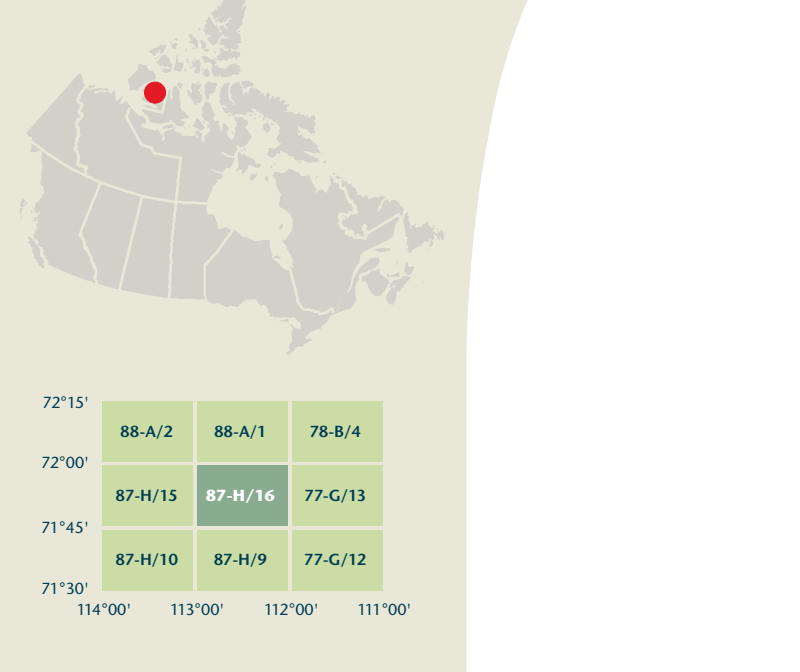 72°15'
88-A/2 88-A/1 78-B/4
72°00'
87-H/15 87-H/16 77-G/13
71°45'
87-H/10 87-H/9 77-G/12
71°30'
114°00' 113°00' 112°00' 111°00'